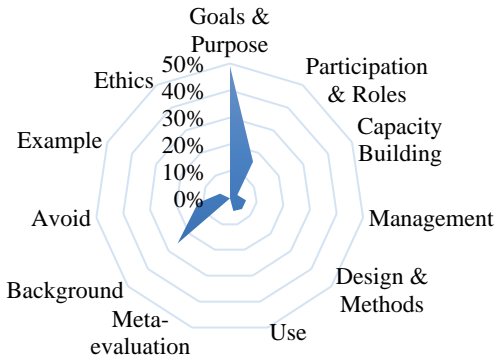 Goals &
Purpose
Participation
& Roles
Capacity
Building
Management
Design &
Methods
Use
Meta-
evaluation
Background
Avoid
Example
Ethics
50%
40%
30%
20%
10%
0%